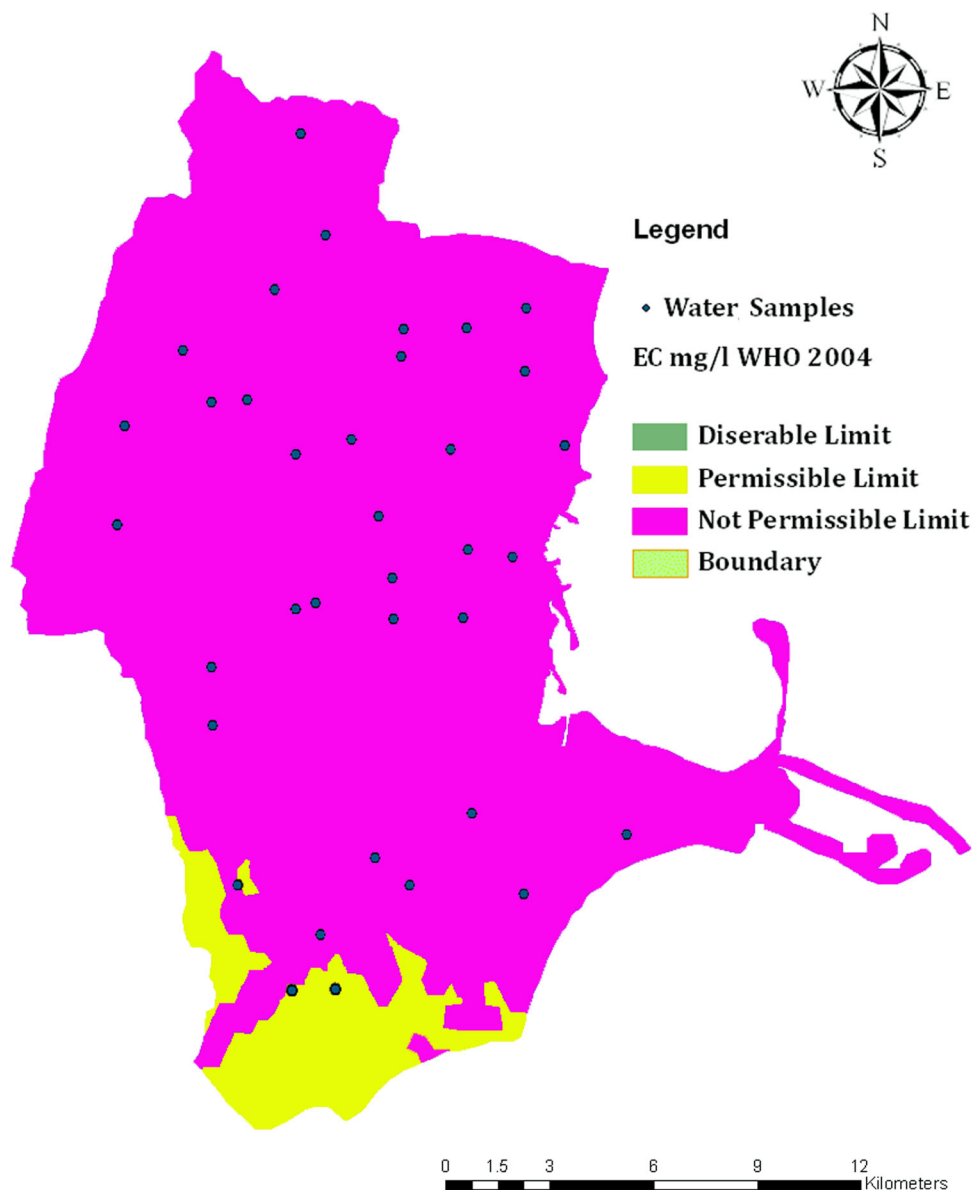 N
W E
S
Legend
Water Samples
EC mg/l WHO 2004
Diserable Limit
Permissible Limit
Not Permissible Limit
Boundary
0 1.5 3 6 9 12
Kilometers